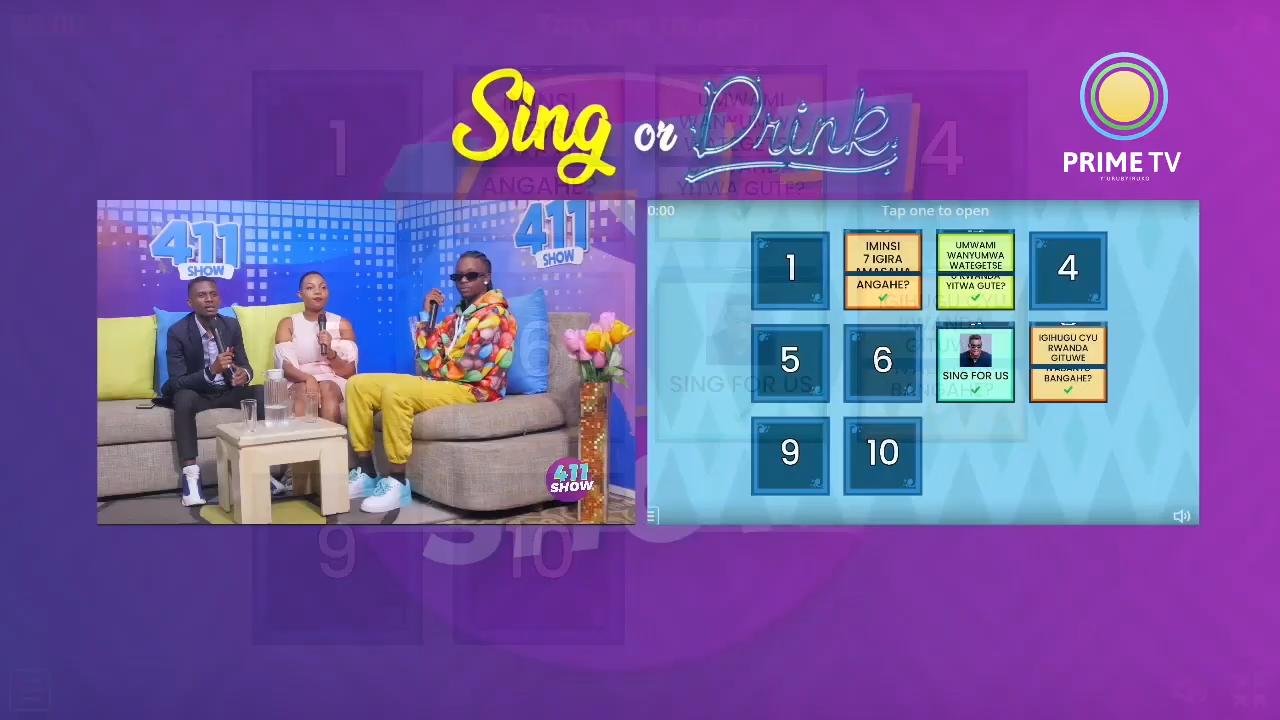 Sing or Drink
PRIME TV
Y'URUBYIRUKO
411
SHOW
411
SHOW
411
SHOW
0:00
Tap one to open
1
IMINSI
7 IGIRA
ANGAHE?
UMWAMI
WANYUMWA
WATEGETSE
YITWA GUTE?
4
5
6
SING FOR US
IGIHUGU CYU
RWANDA
GITUWE
BANGAHE?
9
10